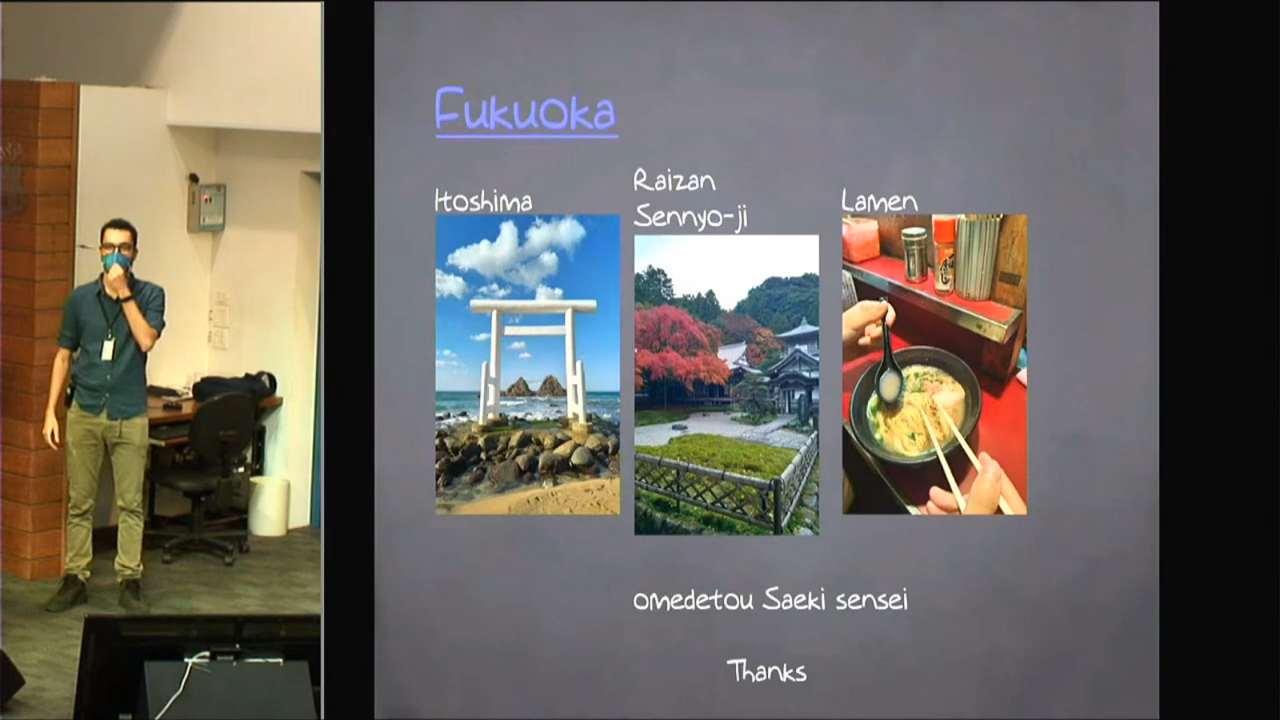 Fukuoka
Itoshima
Raizan
Sennyo-ji
Lamen
omedetou Saeki sensei
Thanks